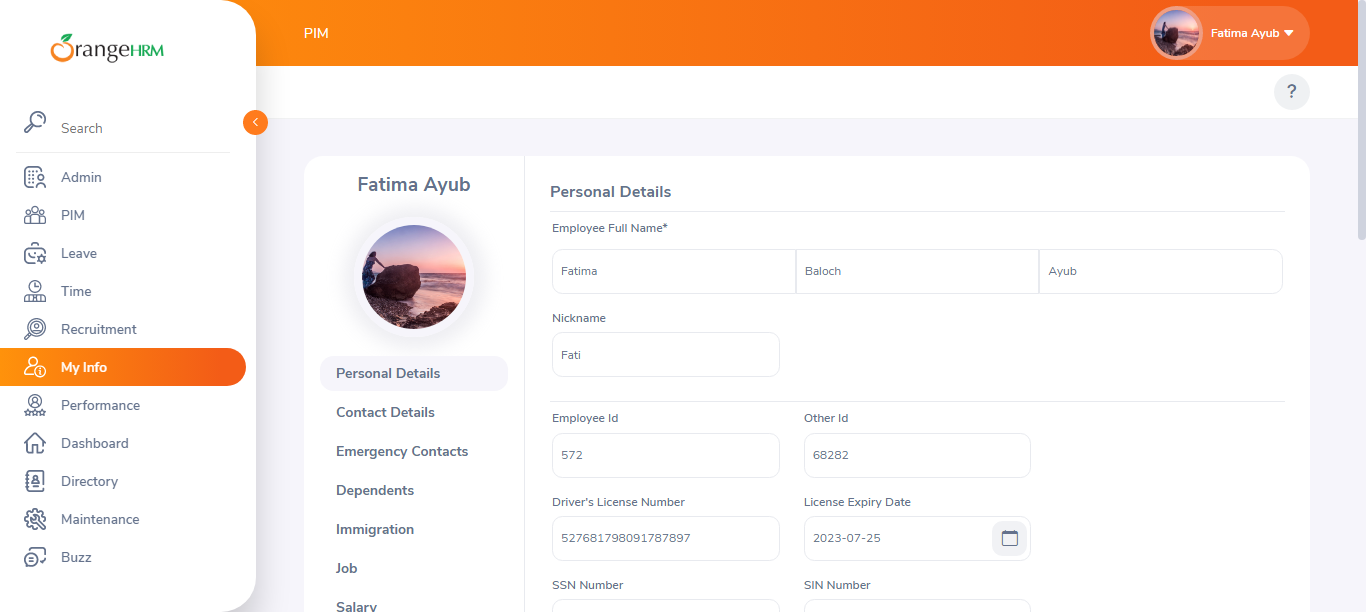 OrangeHRM
Search
Admin
PIM
Leave
Time
Recruitment
My Info
Performance
Dashboard
Directory
Maintenance
Buzz
PIM
Fatima Ayub
?
Fatima Ayub
Personal Details
Contact Details
Emergency Contacts
Dependents
Immigration
Job
Salary
Personal Details
Employee Full Name*
Fatima Baloch Ayub
Nickname
Fati
Employee Id Other Id
572 68282
Driver's License Number License Expiry Date
527681798091787897 2023-07-25
SSN Number SIN Number